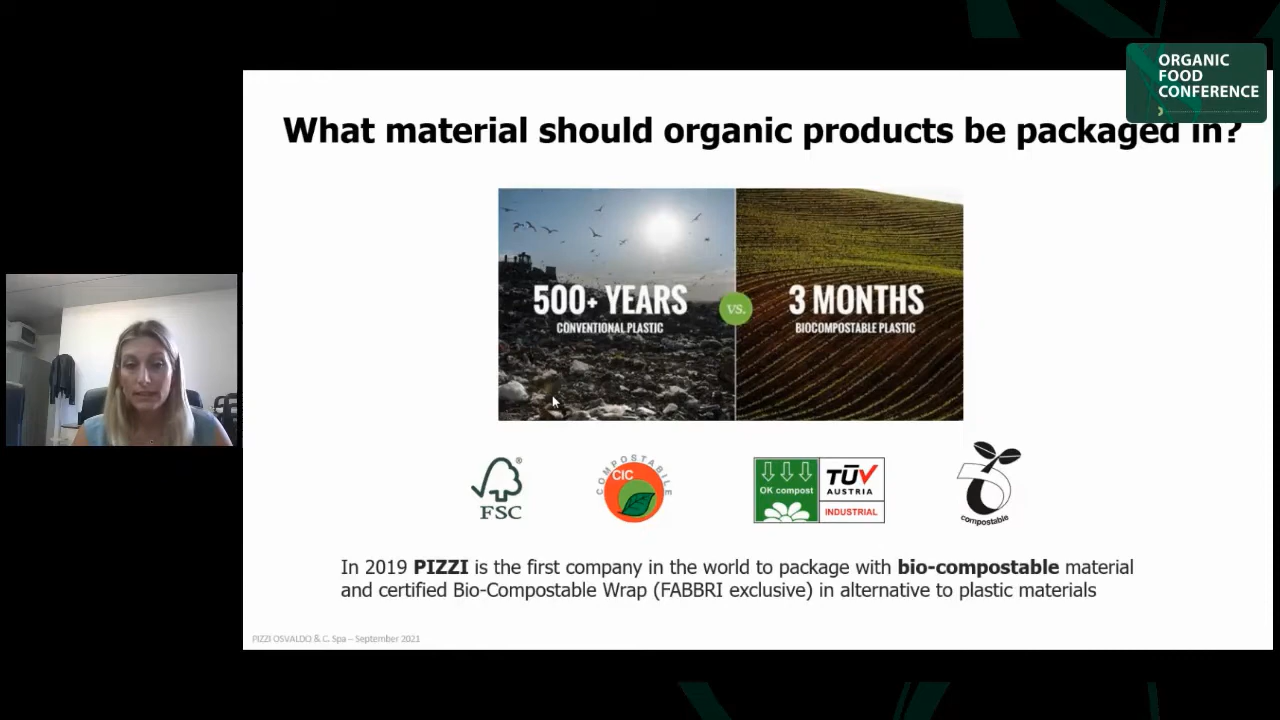 ORGANIC
FOOD
CONFERENCE
What material should organic products be packaged in?
500+ YEARS
CONVENTIONAL PLASTIC
vs.
3 MONTHS
BIOCOMPOSTABLE PLASTIC
FSC
®
COMPOSTABILE
CIC
OK compost
TÜV
AUSTRIA
INDUSTRIAL
compostable
In 2019 PIZZI is the first company in the world to package with bio-compostable material
and certified Bio-Compostable Wrap (FABBRI exclusive) in alternative to plastic materials
PIZZI OSVALDO & C. Spa – September 2021